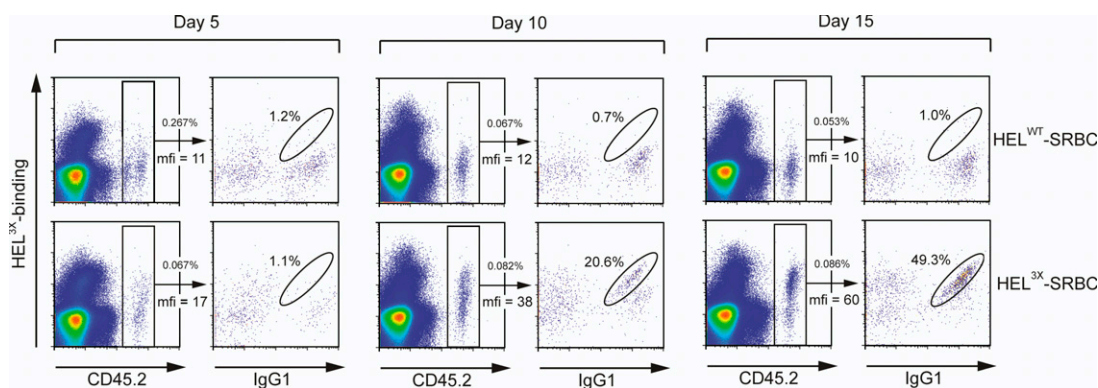 Day 5
Day 10
Day 15
HEL3X-binding
0.267%
mfi = 11
1.2%
0.067%
mfi = 12
0.7%
0.053%
mfi = 10
1.0%
HELWT-SRBC
0.067%
mfi = 17
1.1%
0.082%
mfi = 38
20.6%
0.086%
mfi = 60
49.3%
HEL3X-SRBC
CD45.2
IgG1
CD45.2
IgG1
CD45.2
IgG1